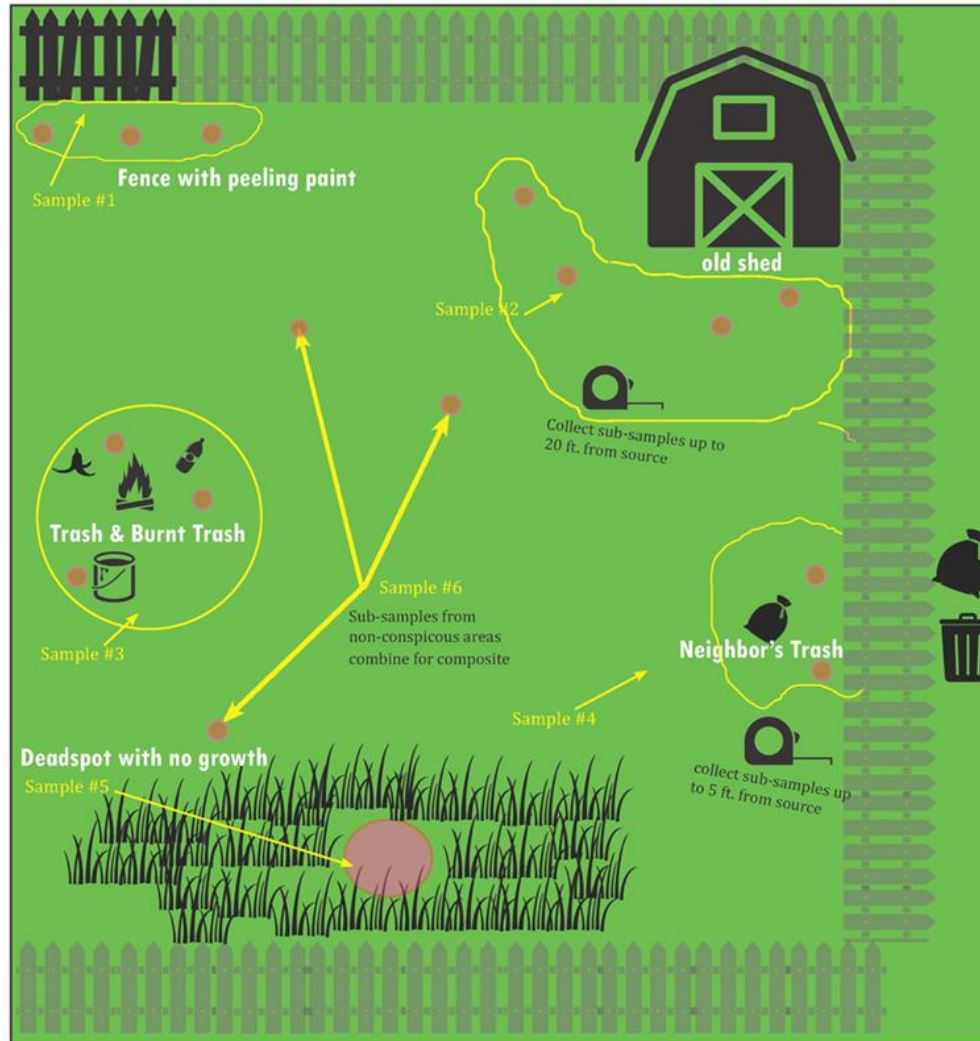 Fence with peeling paint
Sample #1
old shed
Sample #2
Collect sub-samples up to
20 ft. from source
Trash & Burnt Trash
Sample #3
Sample #6
Sub-samples from
non-conspicous areas
combine for composite
Neighbor's Trash
Sample #4
collect sub-samples up
to 5 ft. from source
Deadspot with no growth
Sample #5